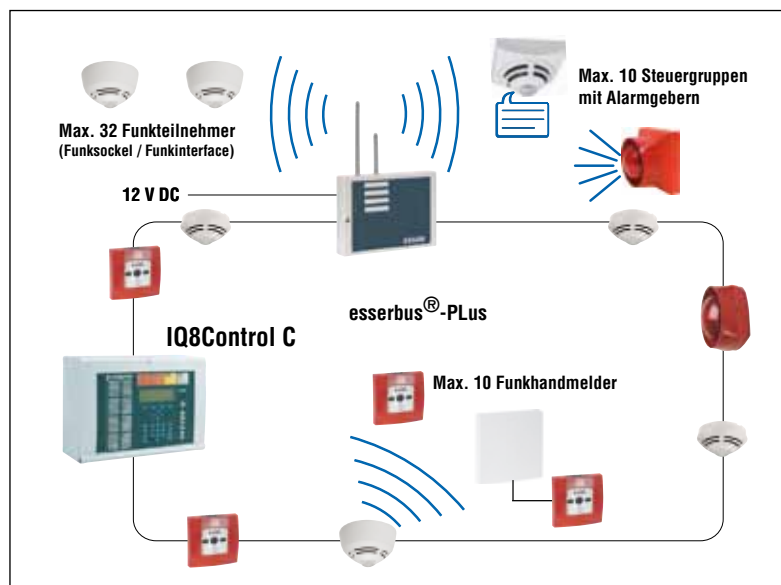 Max. 10 Steuergruppen
mit Alarmgebern
Max. 32 Funkteilnehmer
(Funksockel / Funkinterface)
12 V DC
esserbus®-PLus
IQ8Control C
Max. 10 Funkhandmelder